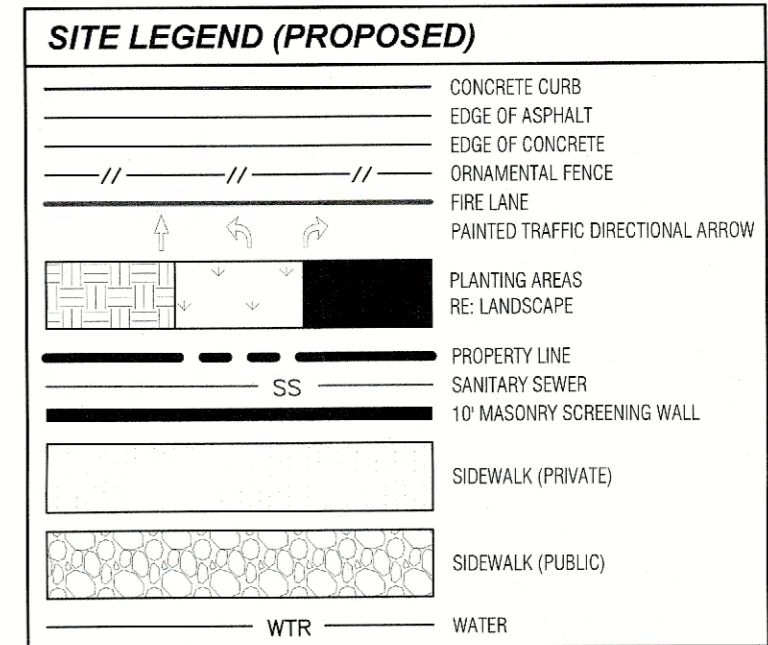 SITE LEGEND (PROPOSED)
CONCRETE CURB
EDGE OF ASPHALT
EDGE OF CONCRETE
// // // ORNAMENTAL FENCE
FIRE LANE
PAINTED TRAFFIC DIRECTIONAL ARROW
PLANTING AREAS
RE: LANDSCAPE
PROPERTY LINE
SS SANITARY SEWER
10' MASONRY SCREENING WALL
SIDEWALK (PRIVATE)
SIDEWALK (PUBLIC)
WTR WATER